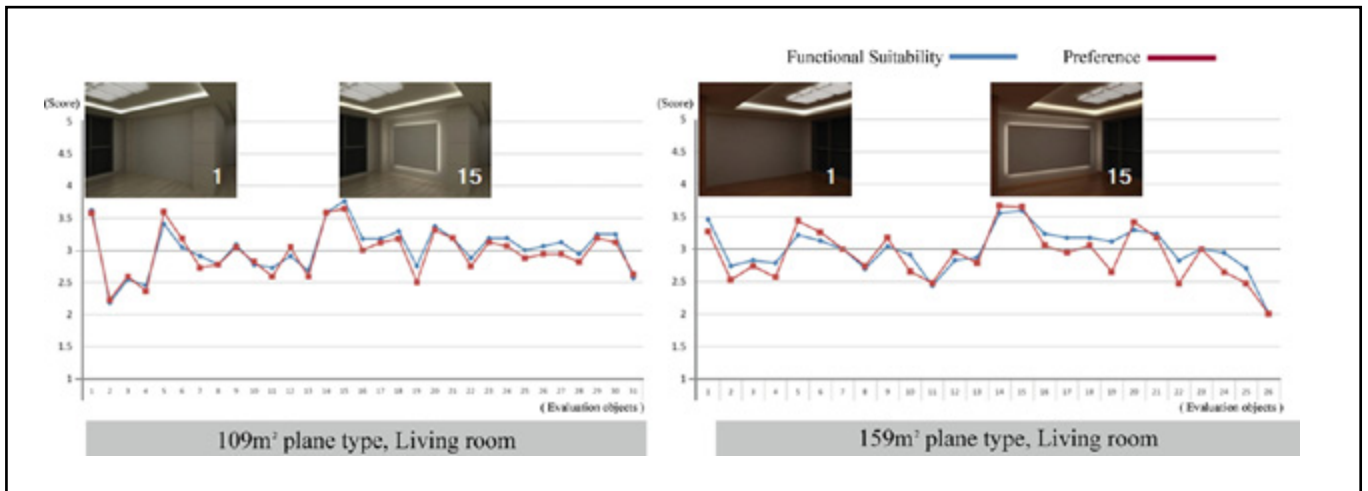 Functional Suitability Preference
1 15 1 15
(Score) (Score)
5 5
4.5 4.5
4 4
3.5 3.5
3 3
2.5 2.5
2 2
1.5 1.5
1 1
1 2 3 4 5 6 7 8 9 10 11 12 13 14 15 16 17 18 19 20 21 22 23 24 25 26 27 28 29 30 31
1 2 3 4 5 6 7 8 9 10 11 12 13 14 15 16 17 18 19 20 21 22 23 24 25 26
( Evaluation objects ) ( Evaluation objects )
109m² plane type, Living room 159m² plane type, Living room